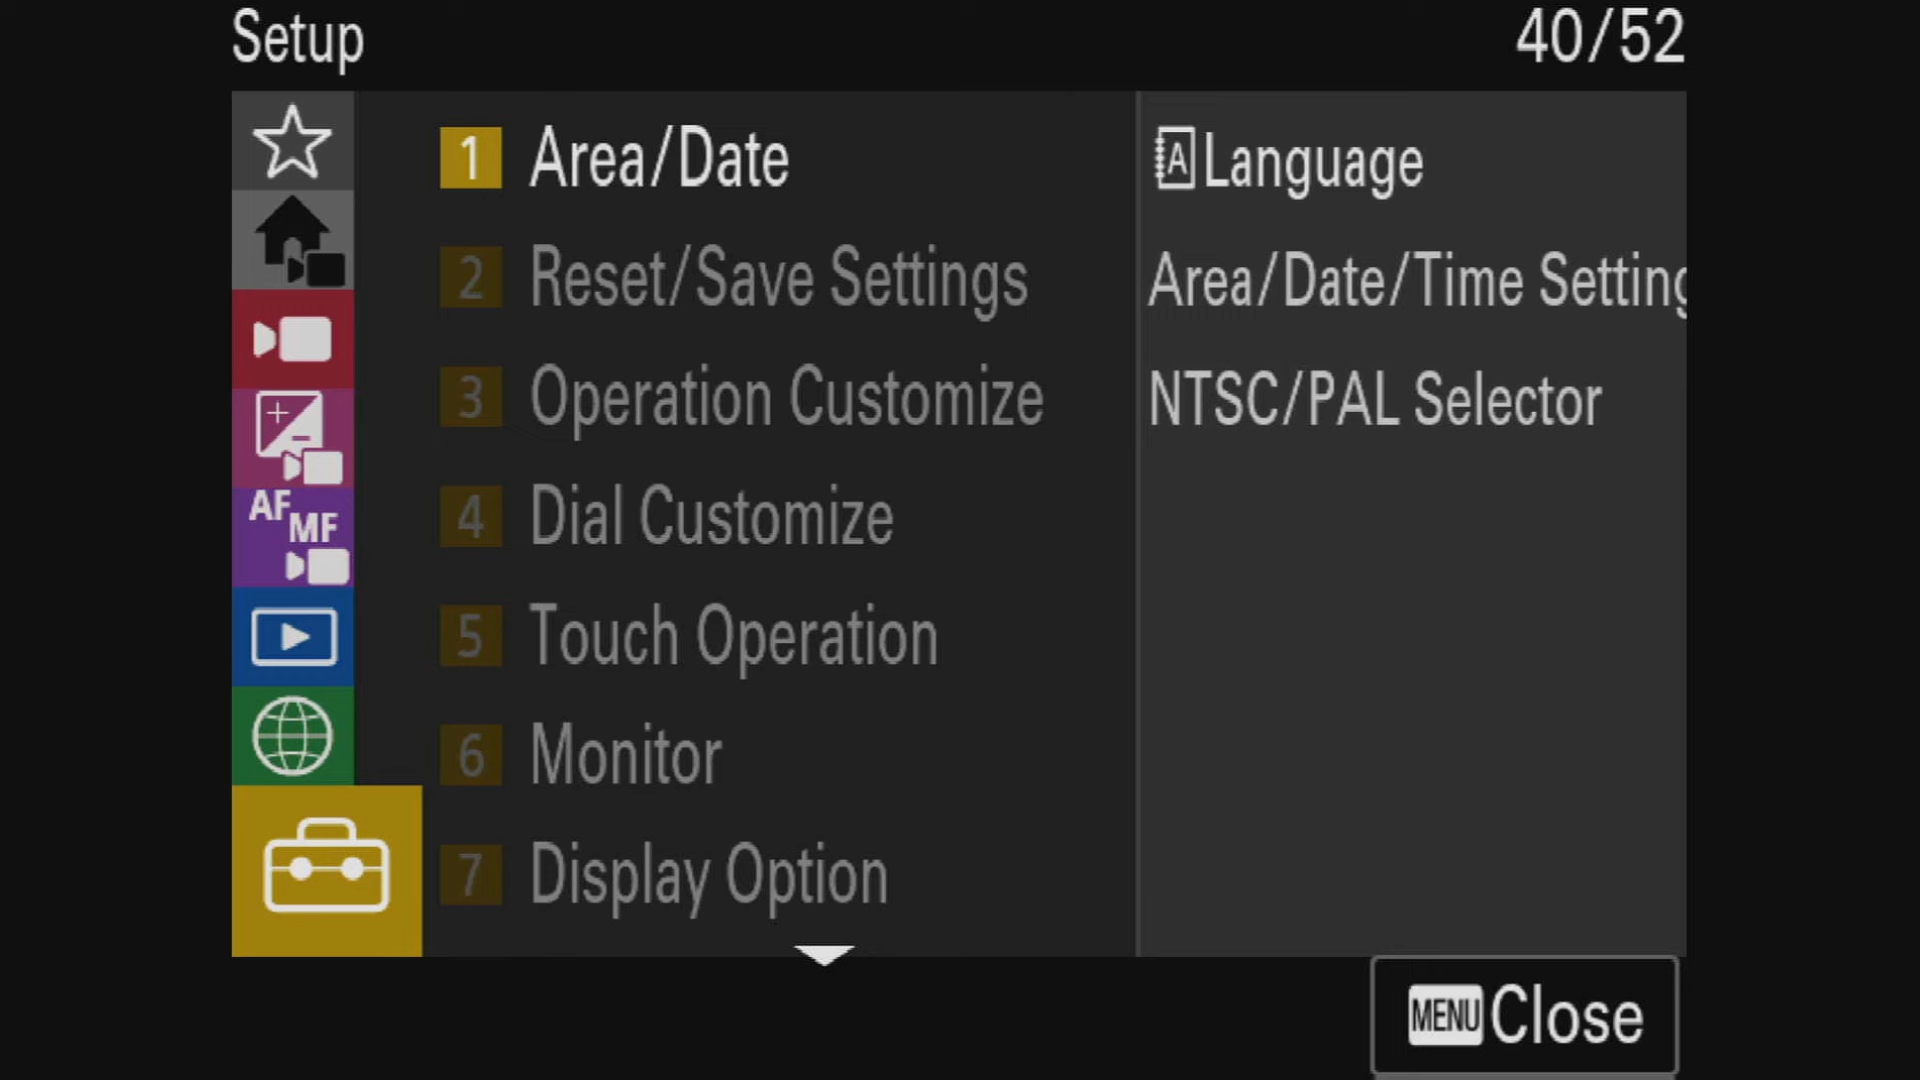 Setup
40/52
1 Area/Date
2 Reset/Save Settings
3 Operation Customize
4 Dial Customize
5 Touch Operation
6 Monitor
7 Display Option
AF MF
A Language
Area/Date/Time Setting
NTSC/PAL Selector
MENU Close